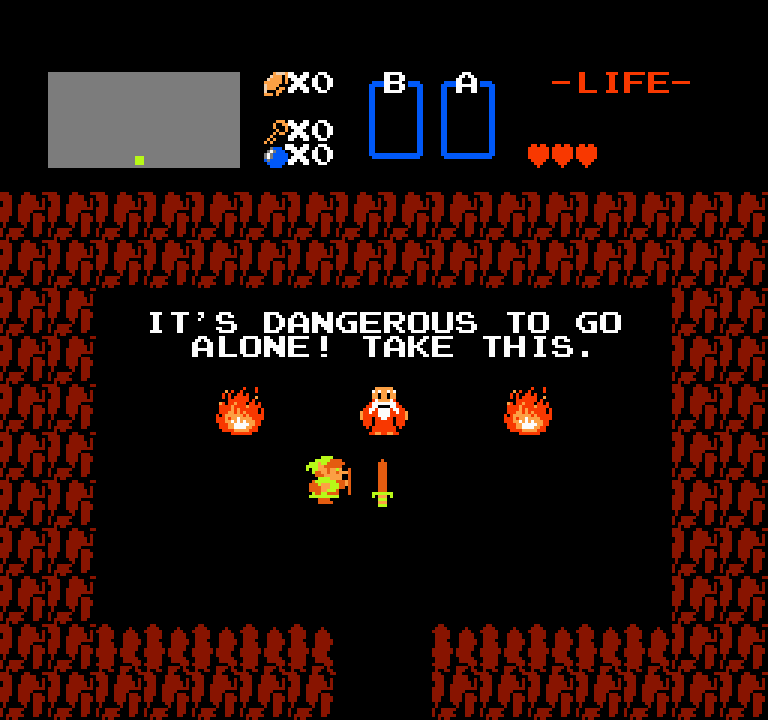 X0
B
A
-LIFE-
X0
X0
IT'S DANGEROUS TO GO
ALONE! TAKE THIS.